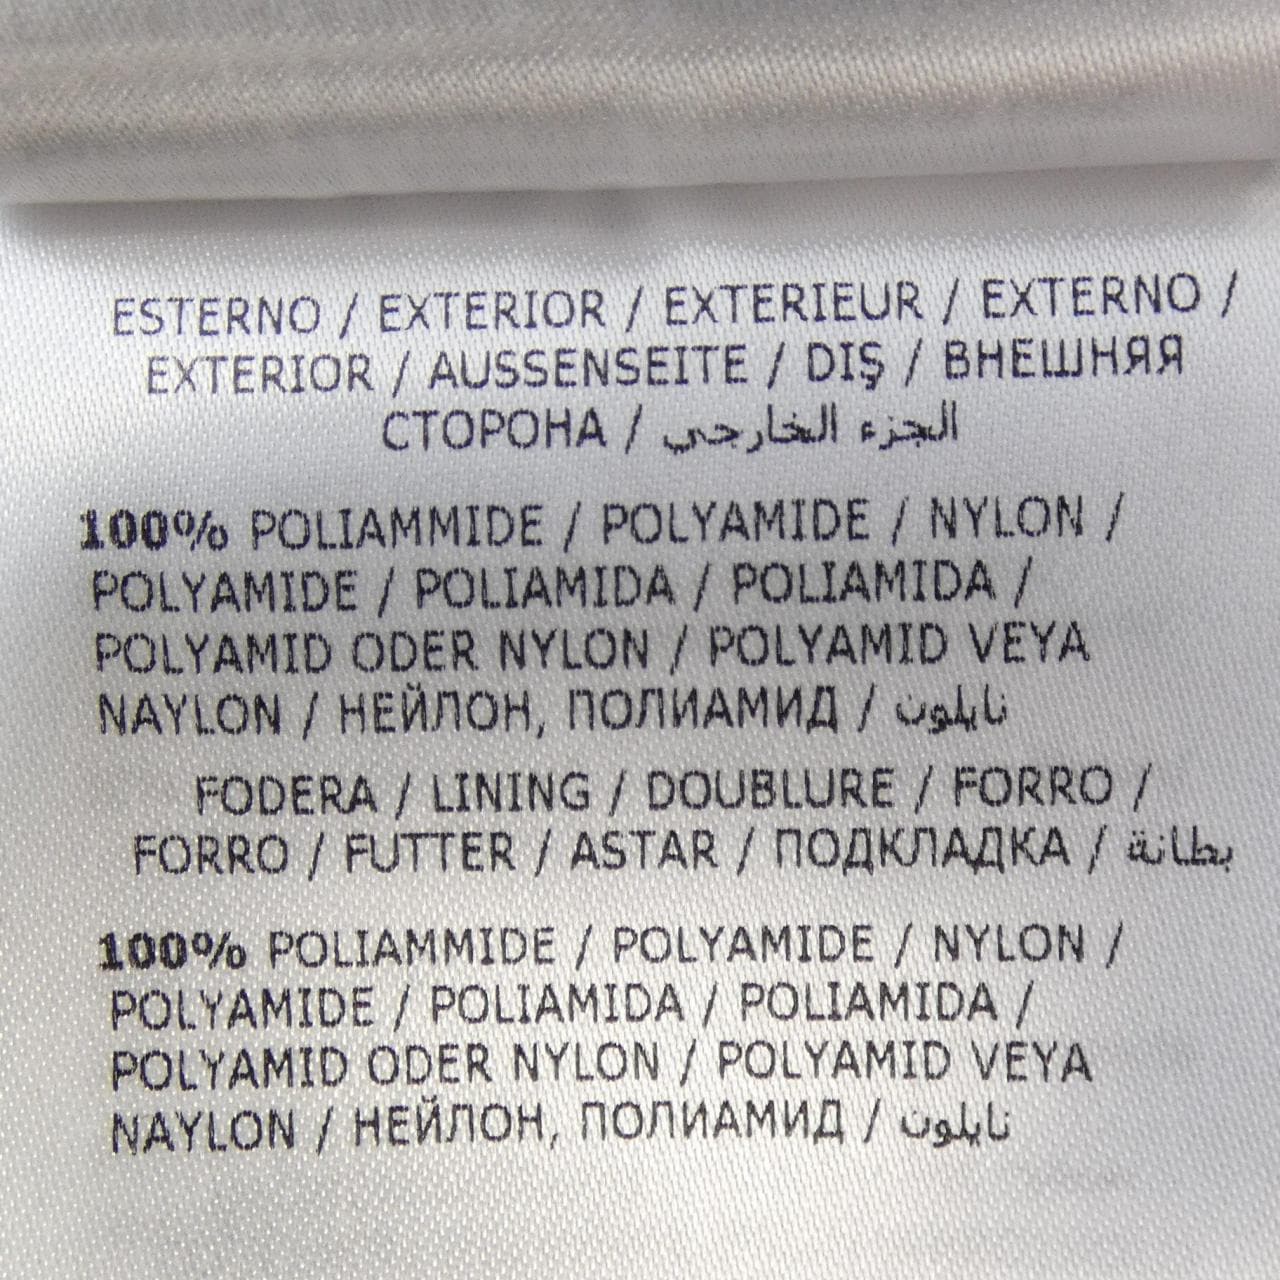 ESTERNO / EXTERIOR / EXTERIEUR / EXTERNO /
EXTERIOR / AUSSENSEITE / DIŞ / ВНЕШНЯЯ
СТОРОНА / الجزء الخارجي
100% POLIAMMIDE / POLYAMIDE / NYLON /
POLYAMIDE / POLIAMIDA / POLIAMIDA /
POLYAMID ODER NYLON / POLYAMID VEYA
NAYLON / НЕЙЛОН, ПОЛИАМИД / نايلون
FODERA / LINING / DOUBLURE / FORRO /
FORRO / FUTTER / ASTAR / ПОДКЛАДКА / بطانة
100% POLIAMMIDE / POLYAMIDE / NYLON /
POLYAMIDE / POLIAMIDA / POLIAMIDA /
POLYAMID ODER NYLON / POLYAMID VEYA
NAYLON / НЕЙЛОН, ПОЛИАМИД / نايلون